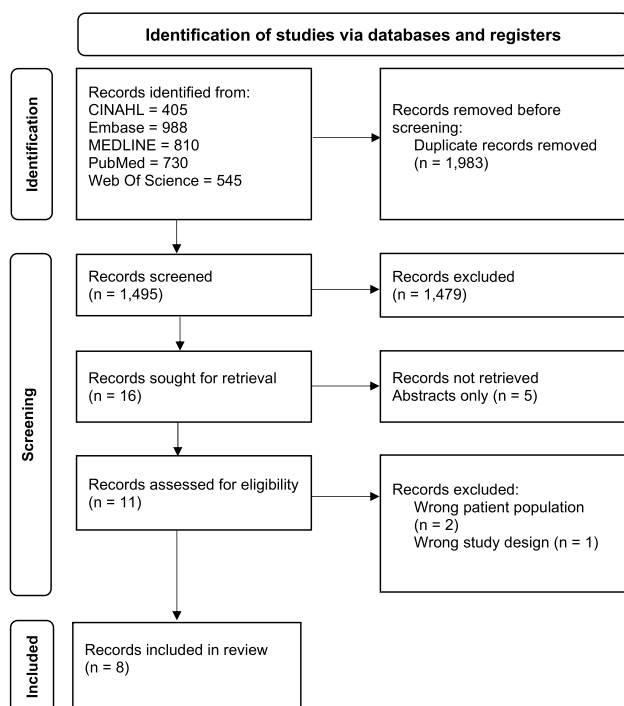 Identification of studies via databases and registers
Identification
Records identified from:
CINAHL = 405
Embase = 988
MEDLINE = 810
PubMed = 730
Web Of Science = 545
Records removed before
screening:
Duplicate records removed
(n = 1,983)
Screening
Records screened
(n = 1,495)
Records excluded
(n = 1,479)
Records sought for retrieval
(n = 16)
Records not retrieved
Abstracts only (n = 5)
Records assessed for eligibility
(n = 11)
Records excluded:
Wrong patient population
(n = 2)
Wrong study design (n = 1)
Included
Records included in review
(n = 8)